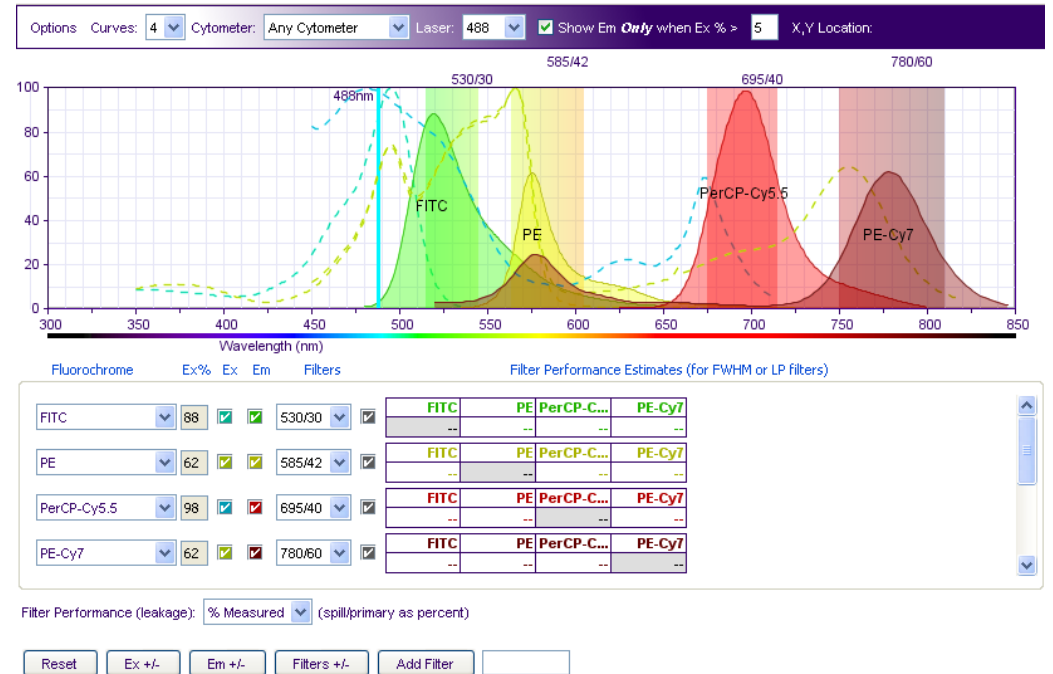 Options Curves: 4 Cytometer: Any Cytometer Laser: 488 Show Em Only when Ex % > 5 X,Y Location:
585/42 780/60
530/30 695/40
100
488nm
80
60
PerCP-Cy5.5
FITC
40
PE PE-Cy7
20
0
300 350 400 450 500 550 600 650 700 750 800 850
Wavelength (nm)
Fluorochrome Ex% Ex Em Filters Filter Performance Estimates (for FWHM or LP filters)
FITC PE PerCP-C... PE-Cy7
FITC 88 530/30
-- -- -- --
FITC PE PerCP-C... PE-Cy7
PE 62 585/42
-- -- -- --
FITC PE PerCP-C... PE-Cy7
PerCP-Cy5.5 98 695/40
-- -- -- --
FITC PE PerCP-C... PE-Cy7
PE-Cy7 62 780/60
-- -- -- --
Filter Performance (leakage): % Measured (spill/primary as percent)
Reset Ex +/- Em +/- Filters +/- Add Filter